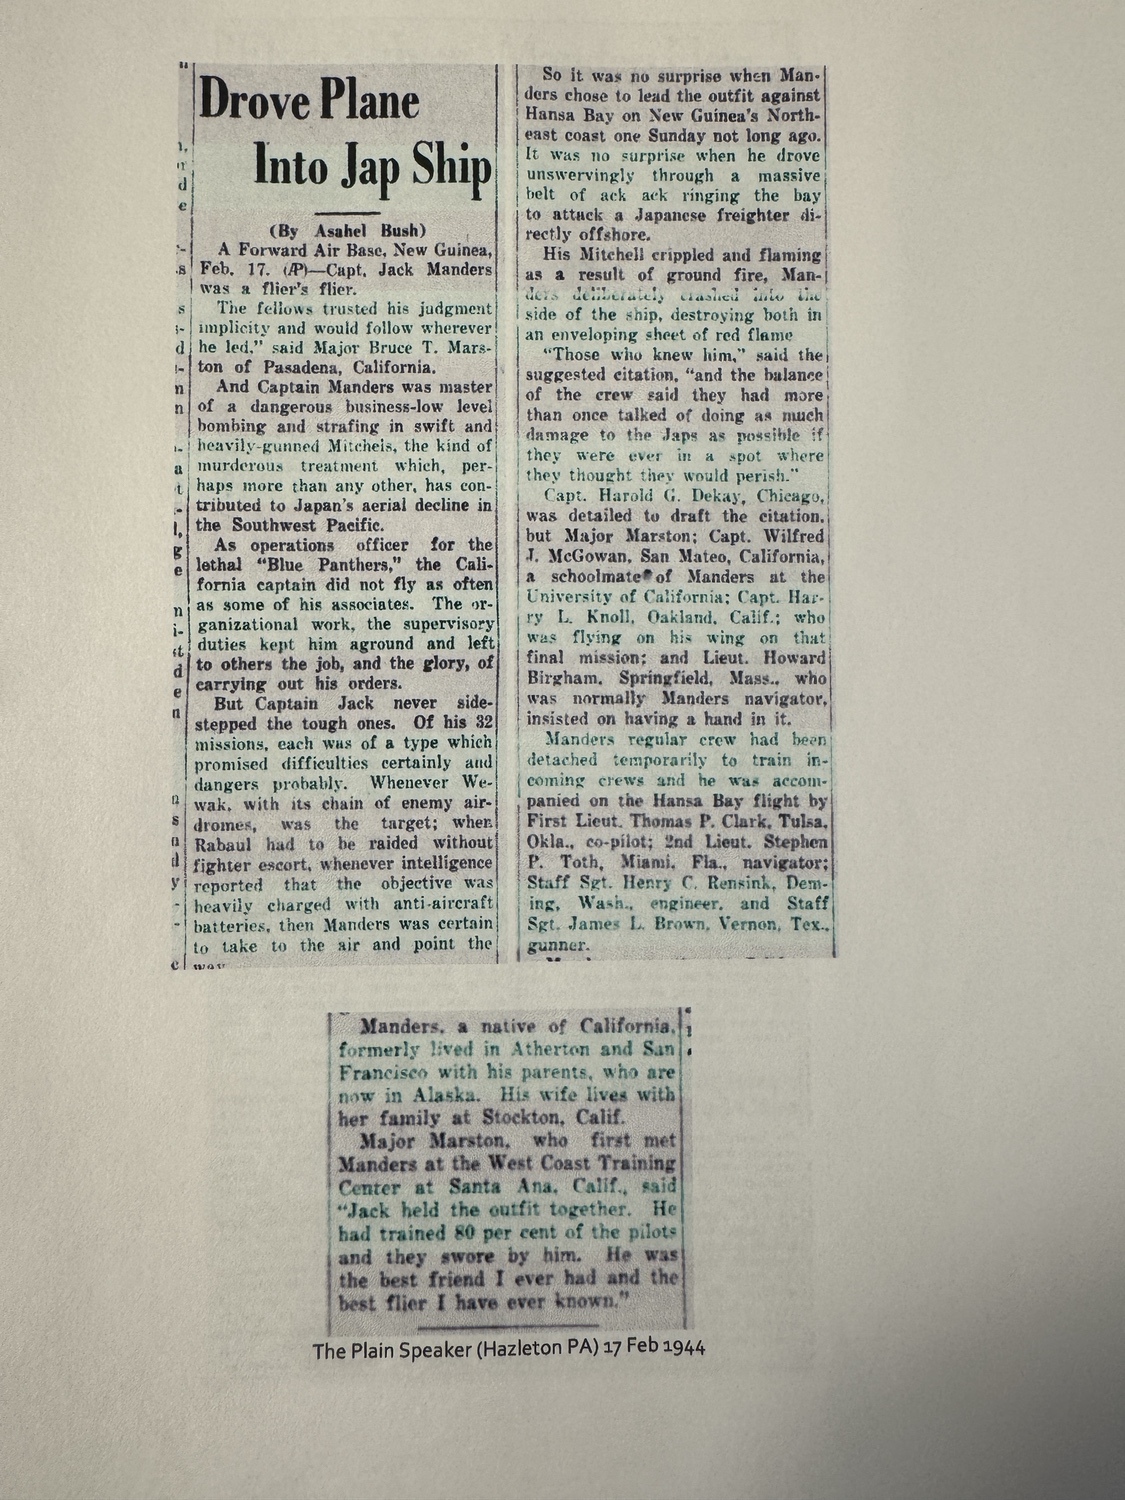 Drove Plane
Into Jap Ship
(By Asahel Bush)
A Forward Air Base, New Guinea,
Feb. 17. (AP)—Capt. Jack Manders
was a flier's flier.
The fellows trusted his judgment
implicity and would follow wherever
he led," said Major Bruce T. Mars-
ton of Pasadena, California.
And Captain Manders was master
of a dangerous business-low level
bombing and strafing in swift and
heavily-gunned Mitchels, the kind of
murderous treatment which, per-
haps more than any other, has con-
tributed to Japan's aerial decline in
the Southwest Pacific.
As operations officer for the
lethal "Blue Panthers," the Cali-
fornia captain did not fly as often
as some of his associates. The or-
ganizational work, the supervisory
duties kept him aground and left
to others the job, and the glory, of
carrying out his orders.
But Captain Jack never side-
stepped the tough ones. Of his 32
missions, each was of a type which
promised difficulties certainly and
dangers probably. Whenever We-
wak, with its chain of enemy air-
dromes, was the target; when
Rabaul had to be raided without
fighter escort, whenever intelligence
reported that the objective was
heavily charged with anti-aircraft
batteries, then Manders was certain
to take to the air and point the
way
So it was no surprise when Man-
ders chose to lead the outfit against
Hansa Bay on New Guinea's North-
east coast one Sunday not long ago.
It was no surprise when he drove
unswervingly through a massive
belt of ack ack ringing the bay
to attack a Japanese freighter di-
rectly offshore.
His Mitchell crippled and flaming
as a result of ground fire, Man-
ders deliberately crashed into the
side of the ship, destroying both in
an enveloping sheet of red flame
"Those who knew him," said the
suggested citation, "and the balance
of the crew said they had more
than once talked of doing as much
damage to the Japs as possible if
they were ever in a spot where
they thought they would perish."
Capt. Harold G. Dekay, Chicago,
was detailed to draft the citation,
but Major Marston; Capt. Wilfred
J. McGowan, San Mateo, California,
a schoolmate of Manders at the
University of California; Capt. Har-
ry L. Knoll, Oakland, Calif.; who
was flying on his wing on that
final mission; and Lieut. Howard
Birgham, Springfield, Mass., who
was normally Manders navigator,
insisted on having a hand in it.
Manders regular crew had been
detached temporarily to train in-
coming crews and he was accom-
panied on the Hansa Bay flight by
First Lieut. Thomas P. Clark, Tulsa,
Okla., co-pilot; 2nd Lieut. Stephen
P. Toth, Miami, Fla., navigator;
Staff Sgt. Henry C. Rensink, Dem-
ing, Wash., engineer, and Staff
Sgt. James L. Brown, Vernon, Tex.,
gunner.
Manders, a native of California,
formerly lived in Atherton and San
Francisco with his parents, who are
now in Alaska. His wife lives with
her family at Stockton, Calif.
Major Marston, who first met
Manders at the West Coast Training
Center at Santa Ana, Calif., said
"Jack held the outfit together. He
had trained 80 per cent of the pilots
and they swore by him. He was
the best friend I ever had and the
best flier I have ever known."
The Plain Speaker (Hazleton PA) 17 Feb 1944